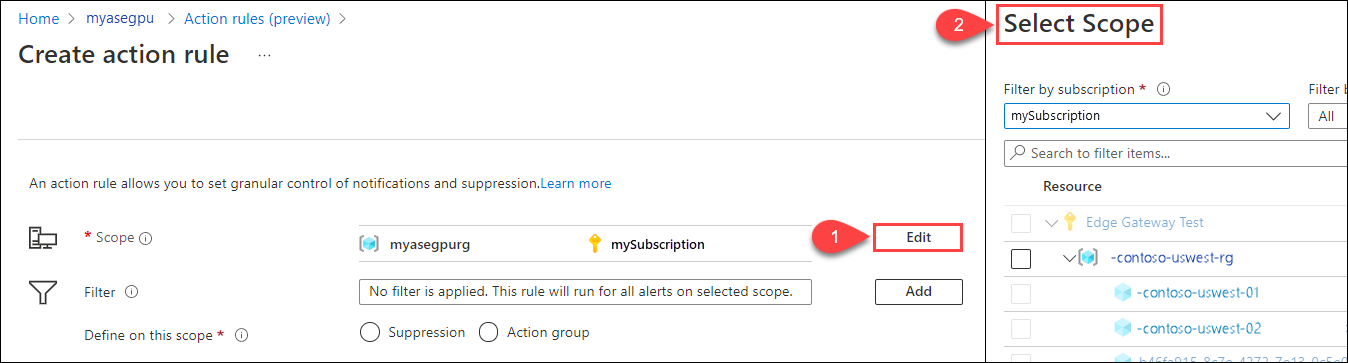 Home > myasegpu > Action rules (preview) >
Create action rule ...
An action rule allows you to set granular control of notifications and suppression.Learn more
* Scope
myasegpurg
mySubscription
1
Edit
Filter
No filter is applied. This rule will run for all alerts on selected scope.
Add
Define on this scope *
Suppression
Action group
2
Select Scope
Filter by subscription *
Filter b
mySubscription
All
Search to filter items...
Resource
Edge Gateway Test
-contoso-uswest-rg
-contoso-uswest-01
-contoso-uswest-02